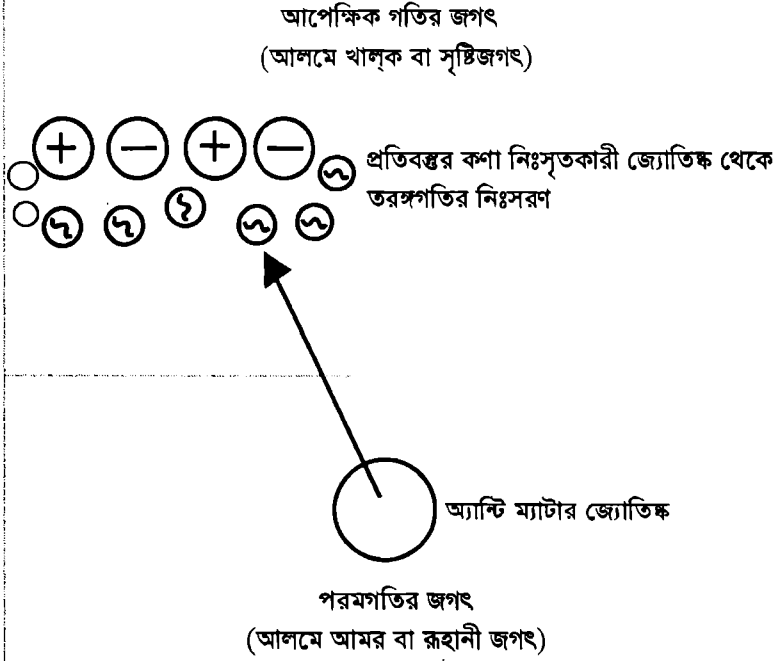 আপেক্ষিক গতির জগৎ
(আলমে খাল্‌ক বা সৃষ্টিজগৎ)
+ − + −
প্রতিবস্তুর কণা নিঃসৃতকারী জ্যোতিষ্ক থেকে
তরঙ্গগতির নিঃসরণ
অ্যান্টি ম্যাটার জ্যোতিষ্ক
পরমগতির জগৎ
(আলমে আমর বা রূহানী জগৎ)